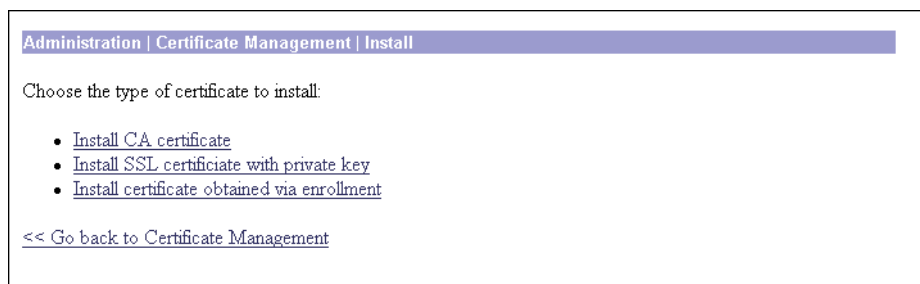 Administration | Certificate Management | Install
Choose the type of certificate to install:
• Install CA certificate
• Install SSL certificiate with private key
• Install certificate obtained via enrollment
<< Go back to Certificate Management